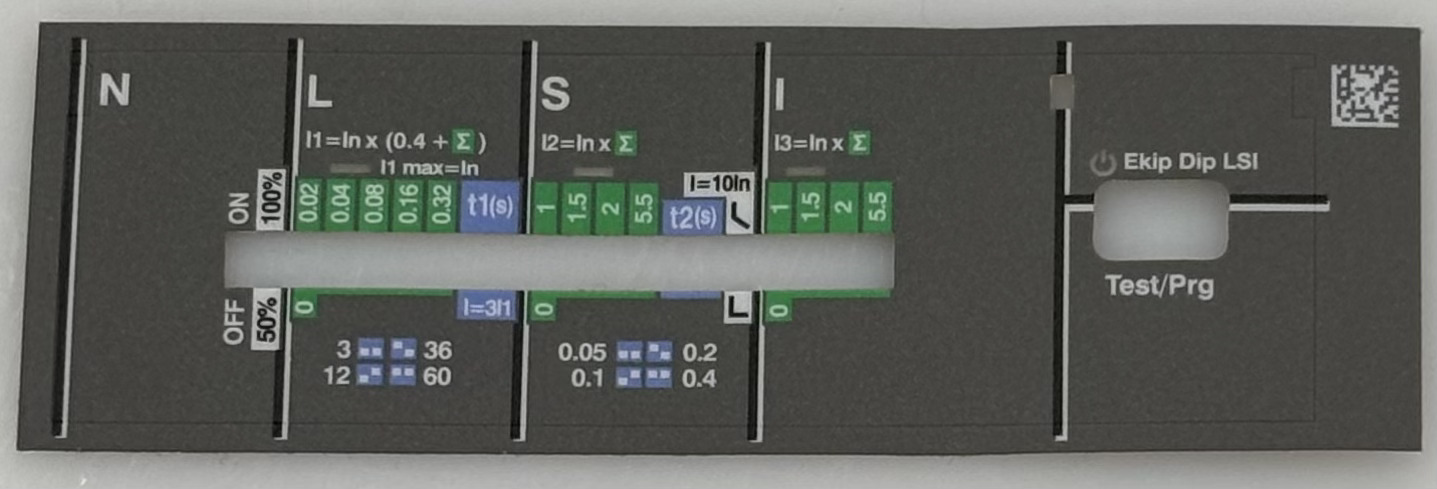 N
L
S
I
I1=In x (0.4 + Σ )
I2=In x Σ
I3=In x Σ
I1 max=In
Ekip Dip LSI
ON
100%
0.02
0.04
0.08
0.16
0.32
t1(s)
1
1.5
2
5.5
t2(s)
I=10In
1
1.5
2
5.5
OFF
50%
0
I=3I1
0
0
Test/Prg
3 36
12 60
0.05 0.2
0.1 0.4